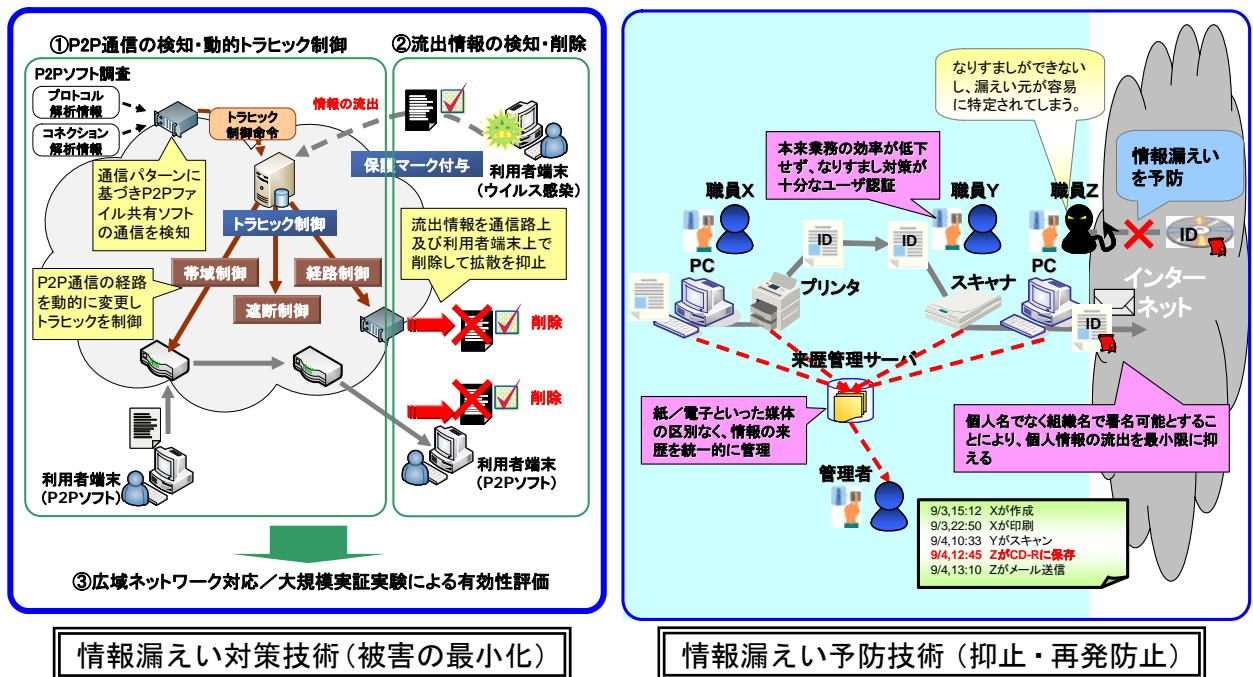 ①P2P通信の検知・動的トラヒック制御
P2Pソフト調査
プロトコル
解析情報
コネクション
解析情報
トラヒック
制御命令
通信パターンに
基づきP2Pファ
イル共有ソフト
の通信を検知
トラヒック制御
帯域制御
遮断制御
経路制御
P2P通信の経路
を動的に変更し
トラヒックを制御
利用者端末
(P2Pソフト)
②流出情報の検知・削除
情報の流出
保護マーク付与
利用者端末
(ウイルス感染)
流出情報を通信路上
及び利用者端末上で
削除して拡散を抑止
削除
削除
利用者端末
(P2Pソフト)
③広域ネットワーク対応／大規模実証実験による有効性評価
情報漏えい対策技術（被害の最小化）
なりすましができない
し、漏えい元が容易
に特定されてしまう。
本来業務の効率が低下
せず、なりすまし対策が
十分なユーザ認証
情報漏えい
を予防
職員X
職員Y
職員Z
ID
ID
ID
PC
プリンタ
スキャナ
PC
インター
ネット
ID
来歴管理サーバ
紙／電子といった媒体
の区別なく、情報の来
歴を統一的に管理
個人名でなく組織名で署名可能とするこ
とにより、個人情報の流出を最小限に抑
える
管理者
9/3,15:12 Xが作成
9/3,22:50 Xが印刷
9/4,10:33 Yがスキャン
9/4,12:45 ZがCD-Rに保存
9/4,13:10 Zがメール送信
情報漏えい予防技術（抑止・再発防止）